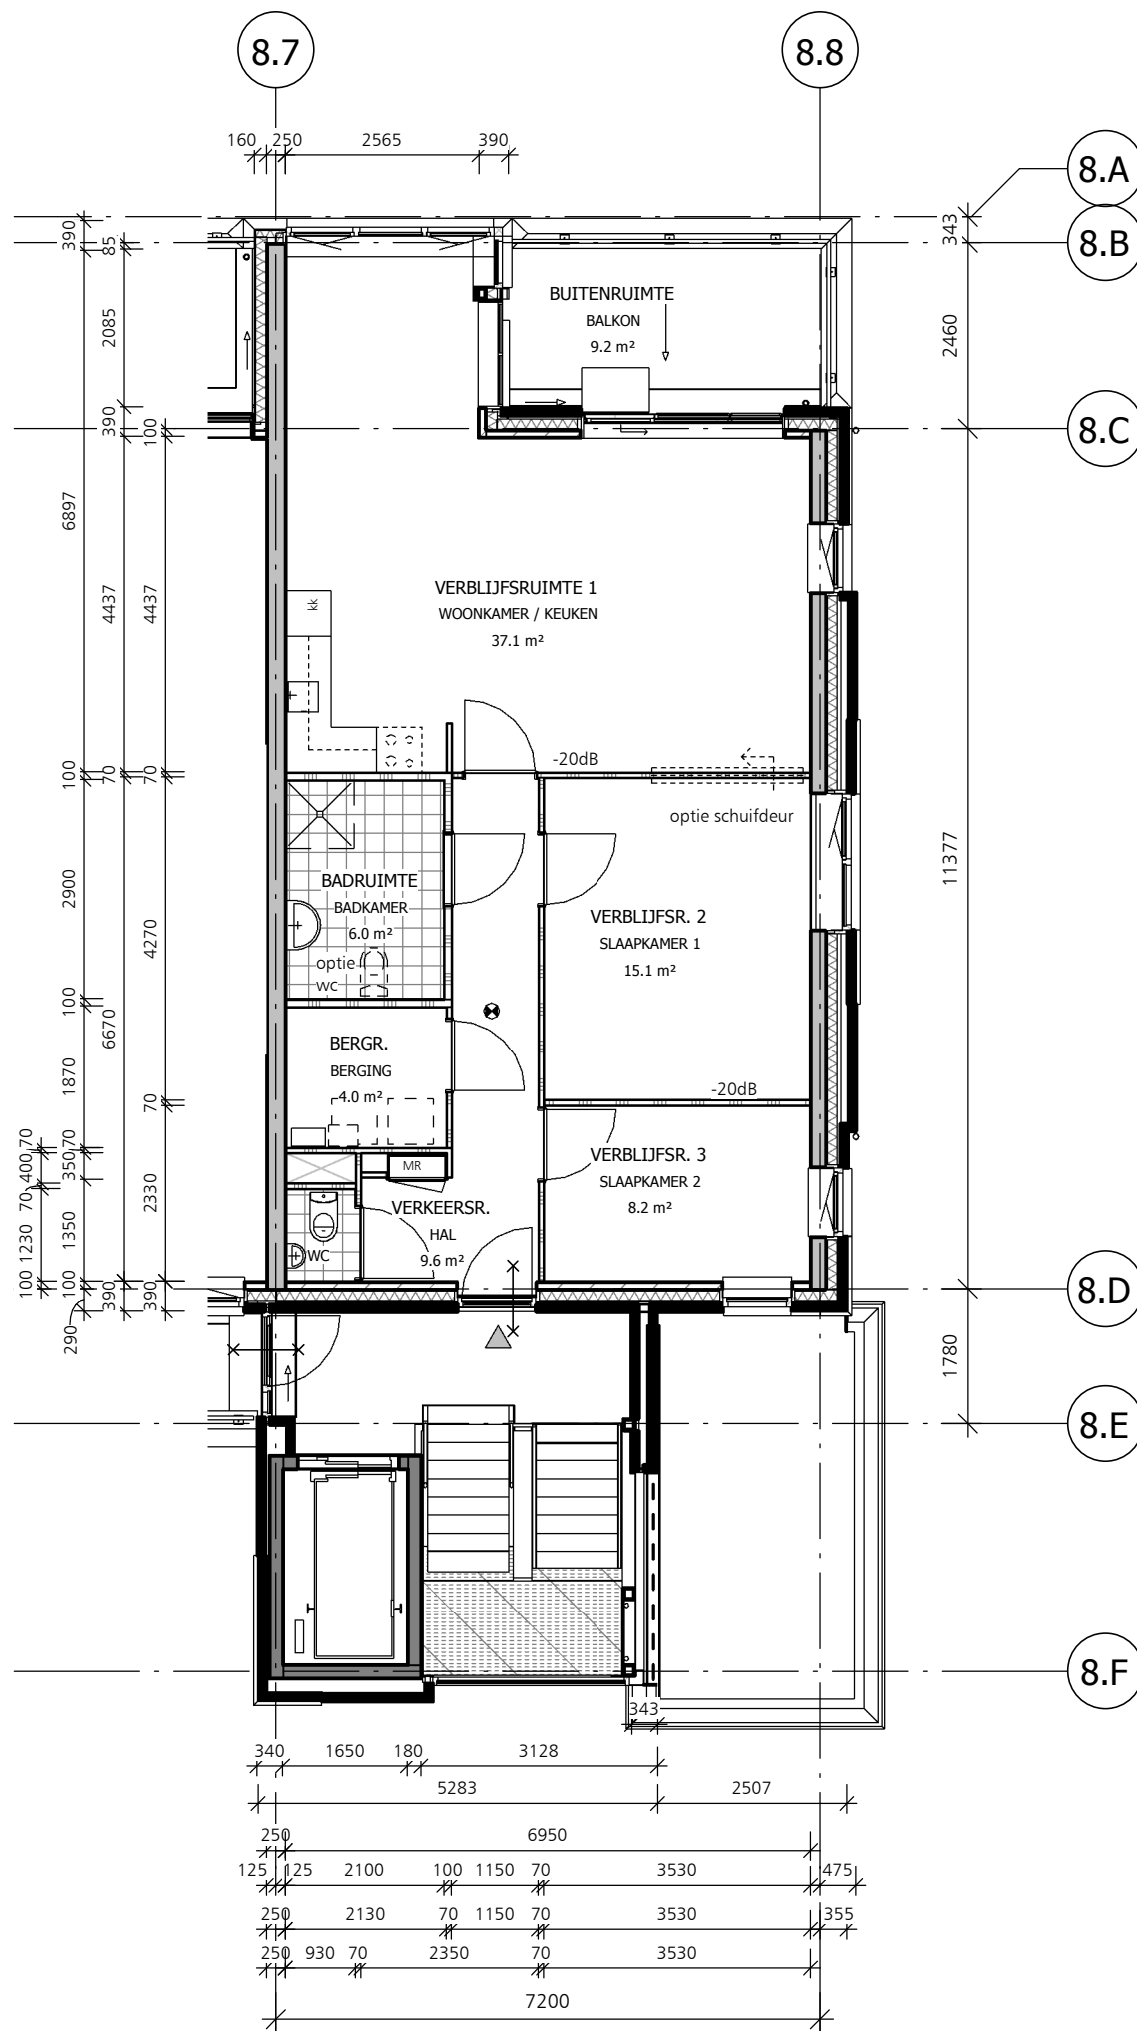 8.7
8.8
160 250 2565 390
8.A
8.B
8.C
8.D
8.E
8.F
343
2460
11377
1780
390
6897
100
2900
100
1870
70
350
1350
100
290
70
400
70
1230
100
85
2085
390
4437
70
6670
390
100
4437
70
4270
70
2330
390
BUITENRUIMTE
BALKON
9.2 m²
VERBLIJFSRUIMTE 1
WOONKAMER / KEUKEN
37.1 m²
kk
-20dB
optie schuifdeur
BADRUIMTE
BADKAMER
6.0 m²
optie
wc
VERBLIJFSR. 2
SLAAPKAMER 1
15.1 m²
BERGR.
BERGING
4.0 m²
-20dB
MR
VERBLIJFSR. 3
SLAAPKAMER 2
8.2 m²
VERKEERSR.
HAL
9.6 m²
WC
343
340 1650 180 3128
5283 2507
250 6950
125 125 2100 100 1150 70 3530 475
250 2130 70 1150 70 3530 355
250 930 70 2350 70 3530
7200